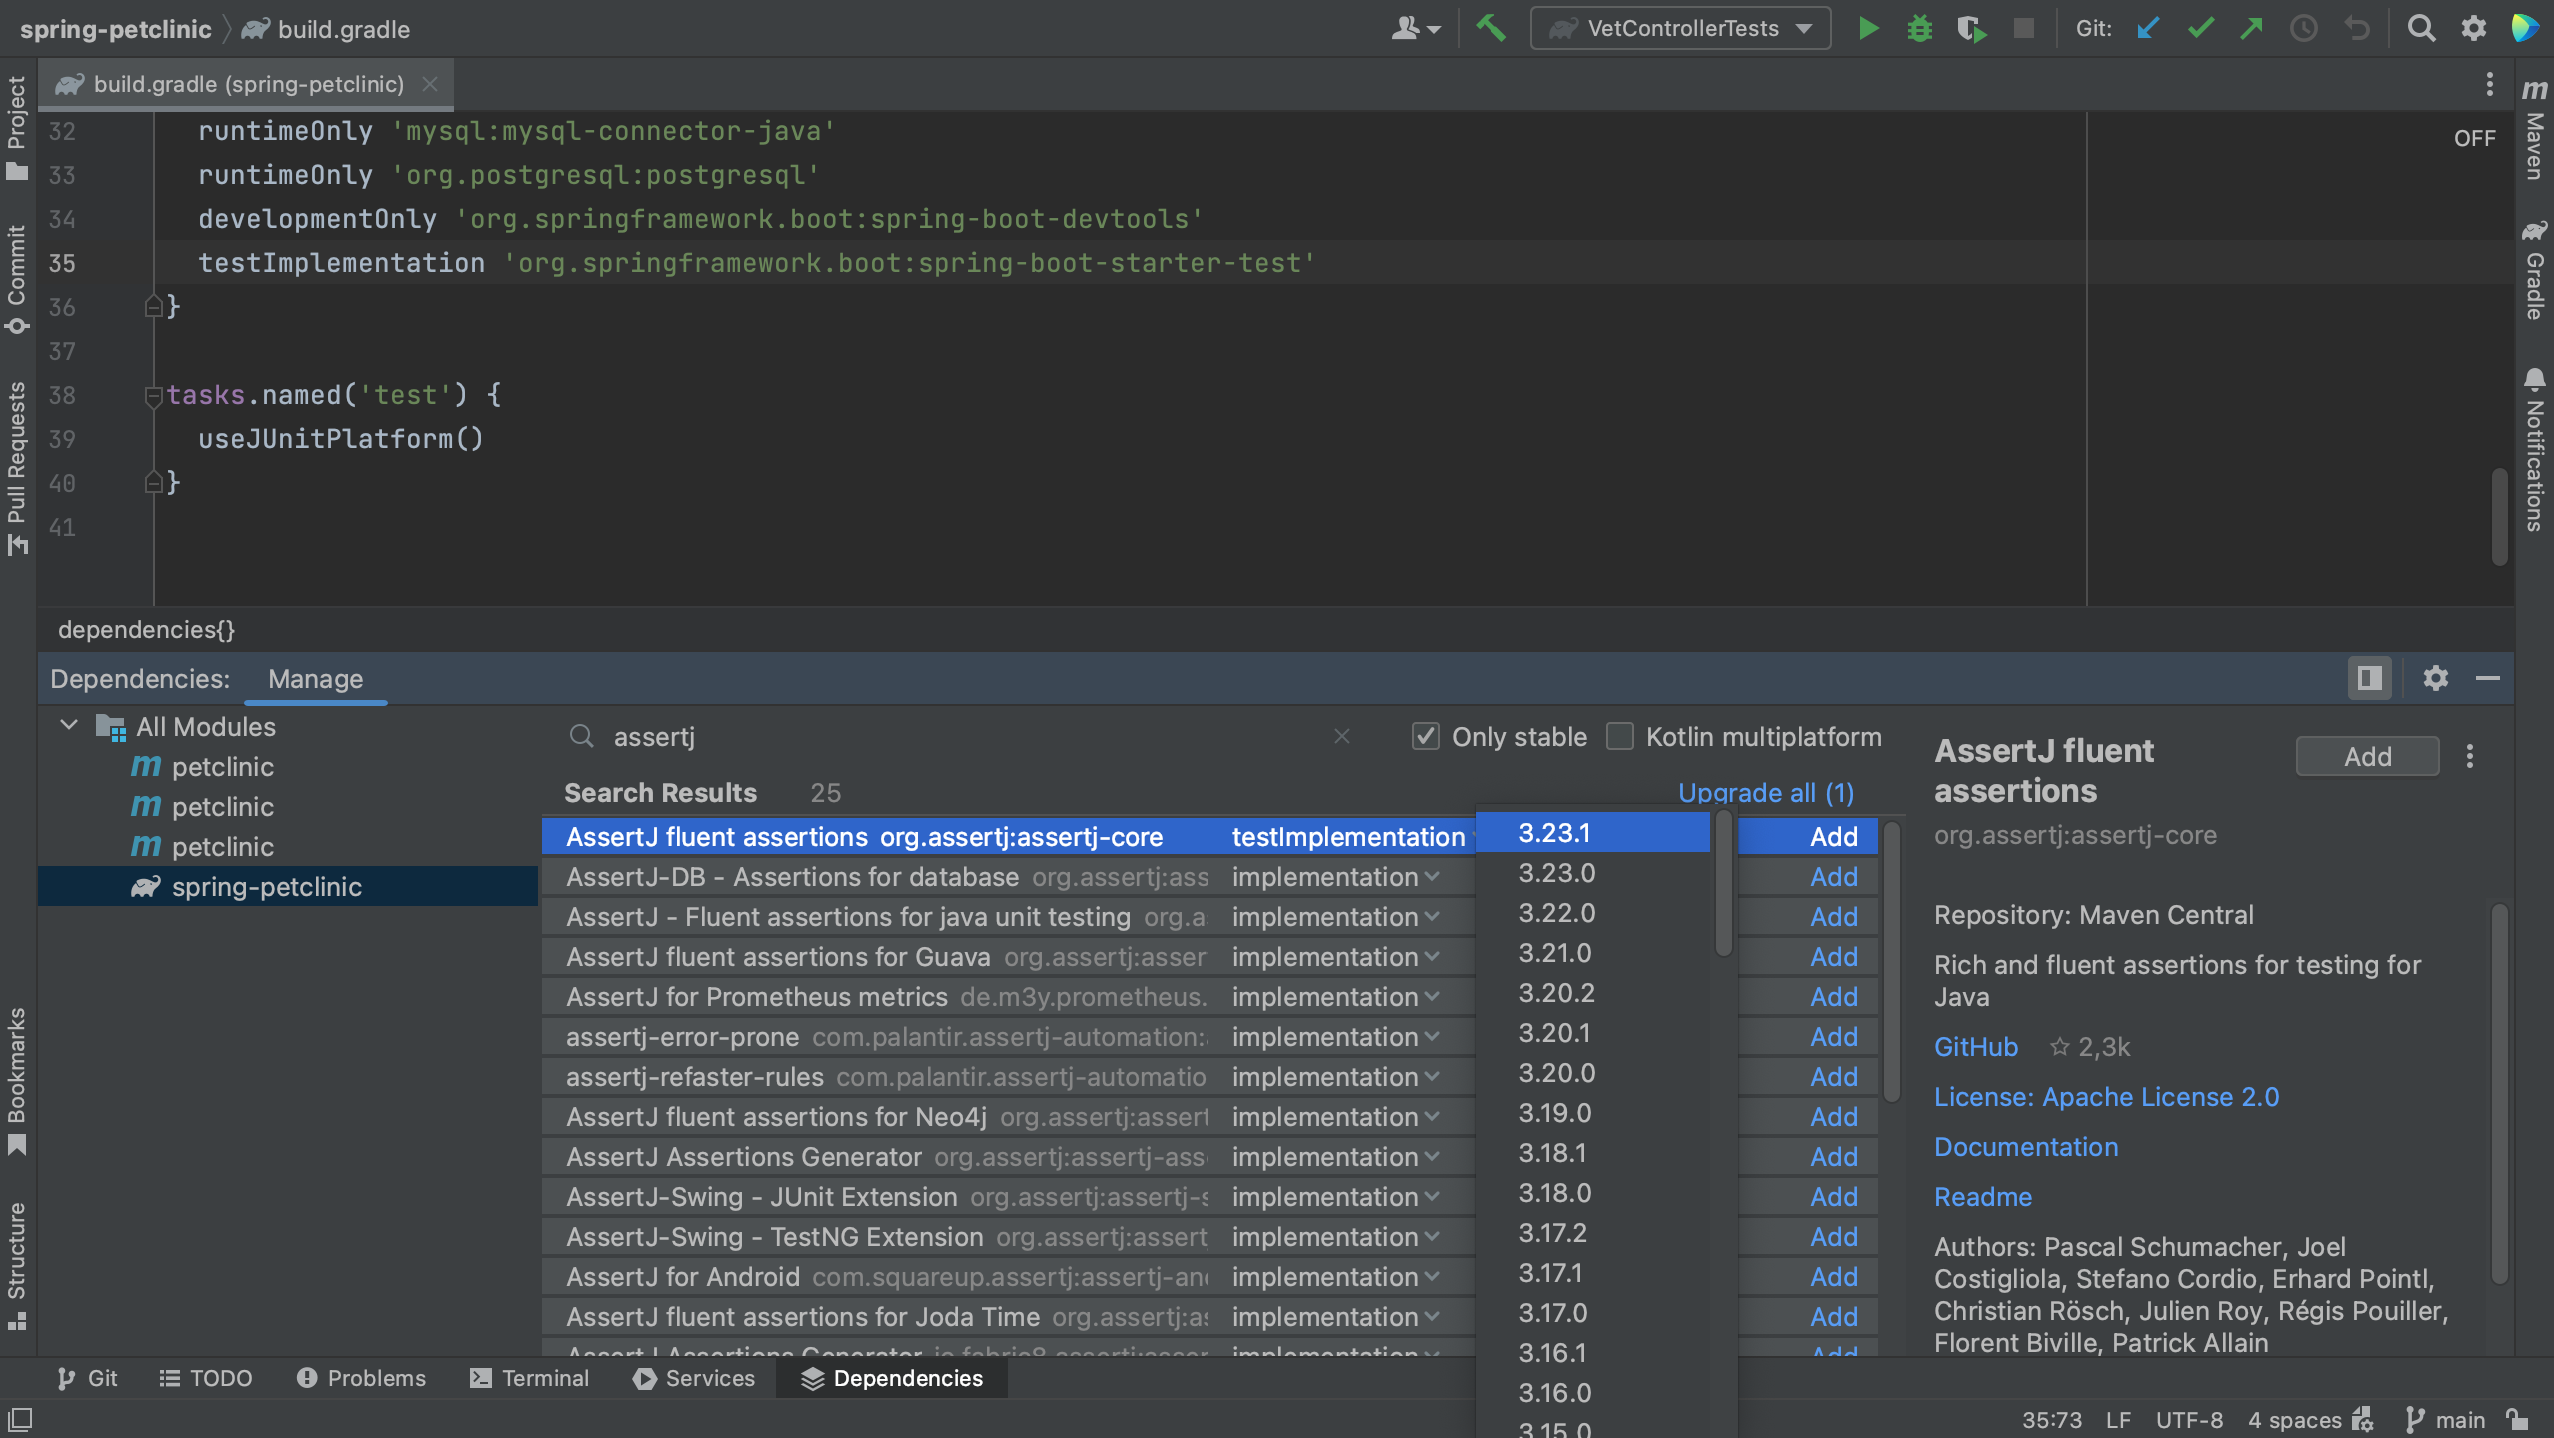 spring-petclinic
build.gradle
VetControllerTests
Git:
build.gradle (spring-petclinic)
OFF
Project
Commit
Pull Requests
Bookmarks
Structure
Maven
Gradle
Notifications
32 runtimeOnly 'mysql:mysql-connector-java'
33 runtimeOnly 'org.postgresql:postgresql'
34 developmentOnly 'org.springframework.boot:spring-boot-devtools'
35 testImplementation 'org.springframework.boot:spring-boot-starter-test'
36 }
37
38 tasks.named('test') {
39 useJUnitPlatform()
40 }
41
dependencies{}
Dependencies: Manage
All Modules
m petclinic
m petclinic
m petclinic
spring-petclinic
assertj
Only stable
Kotlin multiplatform
Search Results 25
Upgrade all (1)
AssertJ fluent assertions org.assertj:assertj-core testImplementation Add
AssertJ-DB - Assertions for database org.assertj:ass implementation Add
AssertJ - Fluent assertions for java unit testing org.a implementation Add
AssertJ fluent assertions for Guava org.assertj:asser implementation Add
AssertJ for Prometheus metrics de.m3y.prometheus. implementation Add
assertj-error-prone com.palantir.assertj-automation: implementation Add
assertj-refaster-rules com.palantir.assertj-automatio implementation Add
AssertJ fluent assertions for Neo4j org.assertj:assert implementation Add
AssertJ Assertions Generator org.assertj:assertj-ass implementation Add
AssertJ-Swing - JUnit Extension org.assertj:assertj-s implementation Add
AssertJ-Swing - TestNG Extension org.assertj:assert implementation Add
AssertJ for Android com.squareup.assertj:assertj-an implementation Add
AssertJ fluent assertions for Joda Time org.assertj:as implementation Add
AssertJ Assertions Generator io.fabric8.assertj:asser implementation Add
3.23.1
3.23.0
3.22.0
3.21.0
3.20.2
3.20.1
3.20.0
3.19.0
3.18.1
3.18.0
3.17.2
3.17.1
3.17.0
3.16.1
3.16.0
3.15.0
AssertJ fluent
assertions
Add
org.assertj:assertj-core
Repository: Maven Central
Rich and fluent assertions for testing for
Java
GitHub 2,3k
License: Apache License 2.0
Documentation
Readme
Authors: Pascal Schumacher, Joel
Costigliola, Stefano Cordio, Erhard Pointl,
Christian Rösch, Julien Roy, Régis Pouiller,
Florent Biville, Patrick Allain
Git
TODO
Problems
Terminal
Services
Dependencies
35:73 LF UTF-8 4 spaces main